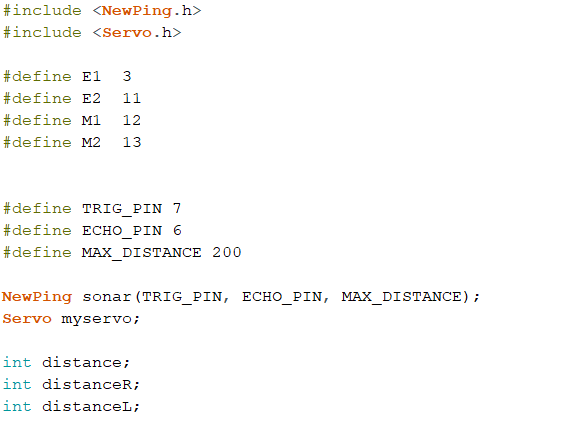 #include <NewPing.h>
#include <Servo.h>
#define E1  3
#define E2  11
#define M1  12
#define M2  13
#define TRIG_PIN 7
#define ECHO_PIN 6
#define MAX_DISTANCE 200
NewPing sonar(TRIG_PIN, ECHO_PIN, MAX_DISTANCE);
Servo myservo;
int distance;
int distanceR;
int distanceL;